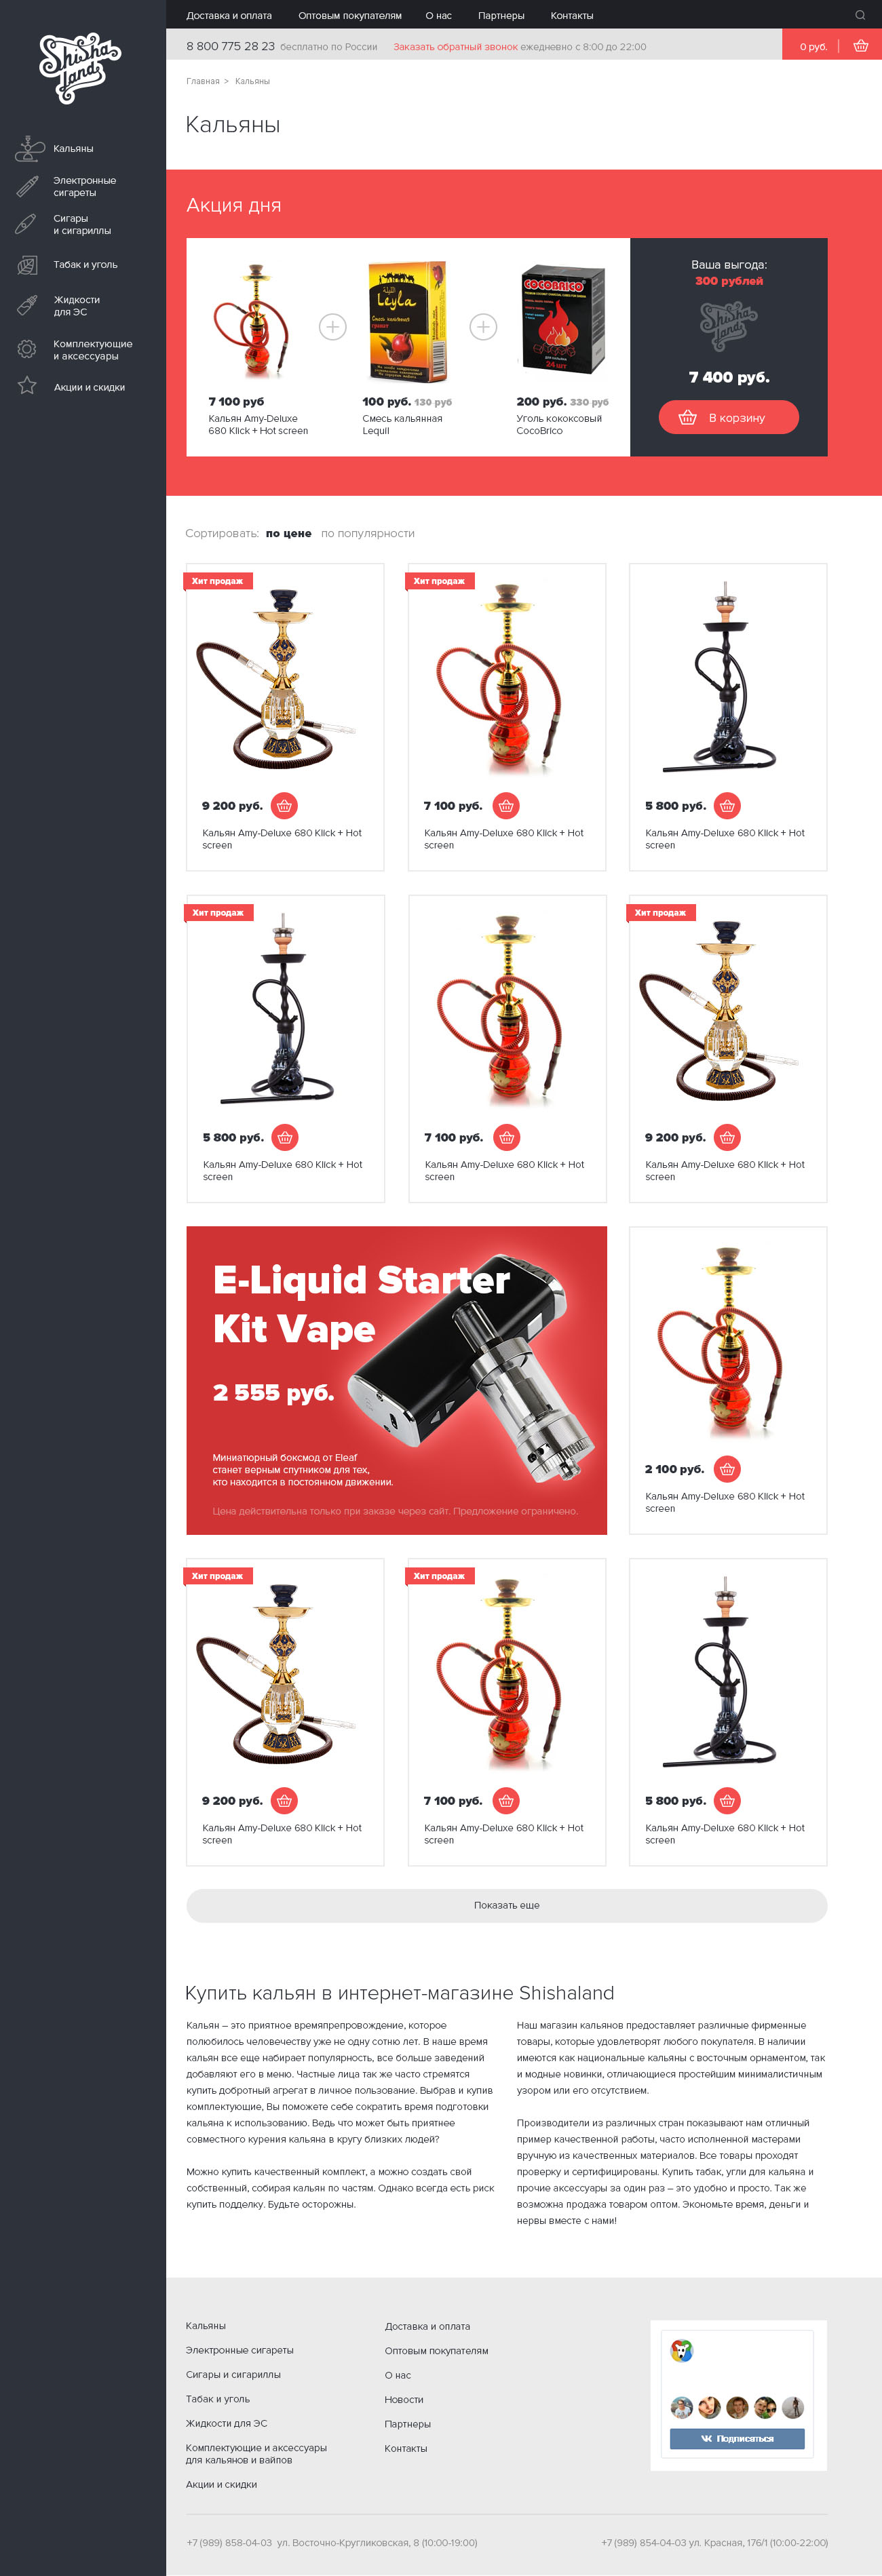 Shisha
land
Кальяны
Электронные
сигареты
Сигары
и сигариллы
Табак и уголь
Жидкости
для ЭС
Комплектующие
и аксессуары
Акции и скидки
Доставка и оплата Оптовым покупателям О нас Партнеры Контакты
8 800 775 28 23 бесплатно по России Заказать обратный звонок ежедневно с 8:00 до 22:00 0 руб.
Главная > Кальяны
Кальяны
Акция дня
Leyla
Смесь кальянная
гранат
COCOBRICO
24 ШТ
7 100 руб
Кальян Amy-Deluxe
680 Klick + Hot screen
100 руб. 130 руб
Смесь кальянная
Lequil
200 руб. 330 руб
Уголь кококсовый
CocoBrico
Ваша выгода:
300 рублей
Shisha
land
7 400 руб.
В корзину
Сортировать: по цене по популярности
Хит продаж
9 200 руб.
Кальян Amy-Deluxe 680 Klick + Hot
screen
Хит продаж
7 100 руб.
Кальян Amy-Deluxe 680 Klick + Hot
screen
5 800 руб.
Кальян Amy-Deluxe 680 Klick + Hot
screen
Хит продаж
5 800 руб.
Кальян Amy-Deluxe 680 Klick + Hot
screen
7 100 руб.
Кальян Amy-Deluxe 680 Klick + Hot
screen
Хит продаж
9 200 руб.
Кальян Amy-Deluxe 680 Klick + Hot
screen
E-Liquid Starter
Kit Vape
2 555 руб.
Миниатюрный боксмод от Eleaf
станет верным спутником для тех,
кто находится в постоянном движении.
Цена действительна только при заказе через сайт. Предложение ограничено.
2 100 руб.
Кальян Amy-Deluxe 680 Klick + Hot
screen
Хит продаж
9 200 руб.
Кальян Amy-Deluxe 680 Klick + Hot
screen
Хит продаж
7 100 руб.
Кальян Amy-Deluxe 680 Klick + Hot
screen
5 800 руб.
Кальян Amy-Deluxe 680 Klick + Hot
screen
Показать еще
Купить кальян в интернет-магазине Shishaland
Кальян – это приятное времяпрепровождение, которое
полюбилось человечеству уже не одну сотню лет. В наше время
кальян все еще набирает популярность, все больше заведений
добавляют его в меню. Частные лица так же часто стремятся
купить добротный агрегат в личное пользование. Выбрав и купив
комплектующие, Вы поможете себе сократить время подготовки
кальяна к использованию. Ведь что может быть приятнее
совместного курения кальяна в кругу близких людей?
Можно купить качественный комплект, а можно создать свой
собственный, собирая кальян по частям. Однако всегда есть риск
купить подделку. Будьте осторожны.
Наш магазин кальянов предоставляет различные фирменные
товары, которые удовлетворят любого покупателя. В наличии
имеются как национальные кальяны с восточным орнаментом, так
и модные новинки, отличающиеся простейшим минималистичным
узором или его отсутствием.
Производители из различных стран показывают нам отличный
пример качественной работы, часто исполненной мастерами
вручную из качественных материалов. Все товары проходят
проверку и сертифицированы. Купить табак, угли для кальяна и
прочие аксессуары за один раз – это удобно и просто. Так же
возможна продажа товаром оптом. Экономьте время, деньги и
нервы вместе с нами!
Кальяны
Электронные сигареты
Сигары и сигариллы
Табак и уголь
Жидкости для ЭС
Комплектующие и аксессуары
для кальянов и вайпов
Акции и скидки
Доставка и оплата
Оптовым покупателям
О нас
Новости
Партнеры
Контакты
Подписаться
+7 (989) 858-04-03 ул. Восточно-Кругликовская, 8 (10:00-19:00)
+7 (989) 854-04-03 ул. Красная, 176/1 (10:00-22:00)